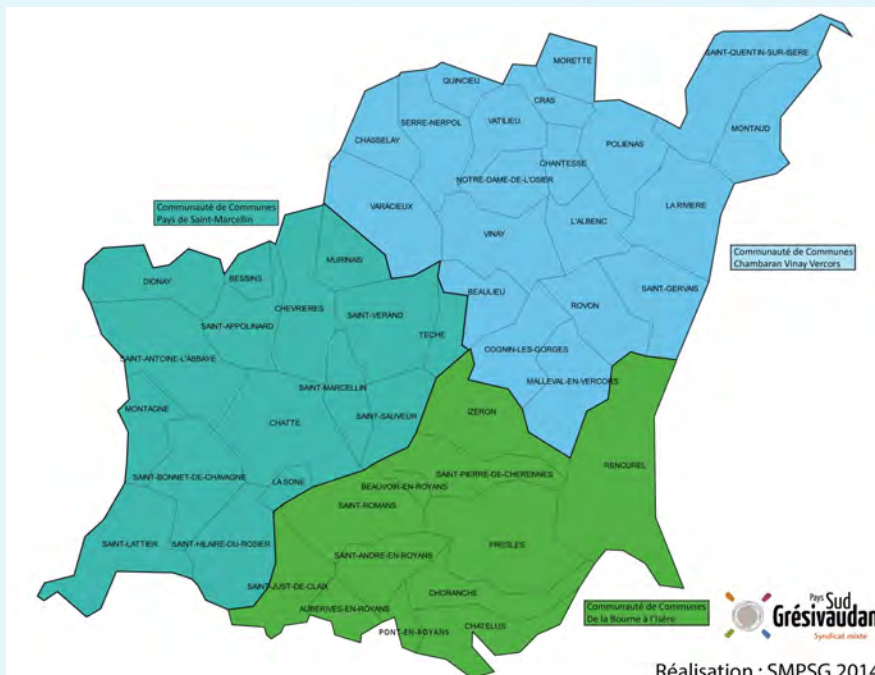 SAINT-QUENTIN-SUR-ISERE
MORETTE
QUINCIEU
CRAS
SERRE-NERPOL
VATILIEU
MONTAUD
CHASSELAY
POLIENAS
CHANTESSE
NOTRE-DAME-DE-L'OSIER
Communauté de Communes
Pays de Saint-Marcellin
VARACIEUX
LA RIVIERE
L'ALBENC
VINAY
Communauté de Communes
Chambaran Vinay Vercors
MURINAIS
DIONAY
BESSINS
SAINT-GERVAIS
BEAULIEU
CHEVRIERES
ROVON
SAINT-VERAND
SAINT-APPOLINARD
TECHE
COGNIN-LES-GORGES
SAINT-ANTOINE-L'ABBAYE
MALLEVAL-EN-VERCORS
SAINT-MARCELLIN
MONTAGNE
IZERON
SAINT-SAUVEUR
CHATTE
RENCUREL
SAINT-PIERRE-DE-CHERENNES
SAINT-BONNET-DE-CHAVAGNE
LA SONE
BEAUVOIR-EN-ROYANS
SAINT-ROMANS
SAINT-LATTIER
SAINT-HILAIRE-DU-ROSIER
PRESLES
SAINT-ANDRE-EN-ROYANS
SAINT-JUST-DE-CLAIX
CHORANCHE
AUBERIVES-EN-ROYANS
Communauté de Communes
De la Bourne à l'Isère
CHATELUS
PONT-EN-ROYANS
Pays Sud
Grésivaudan
Syndicat mixte
Réalisation : SMPSG 2014